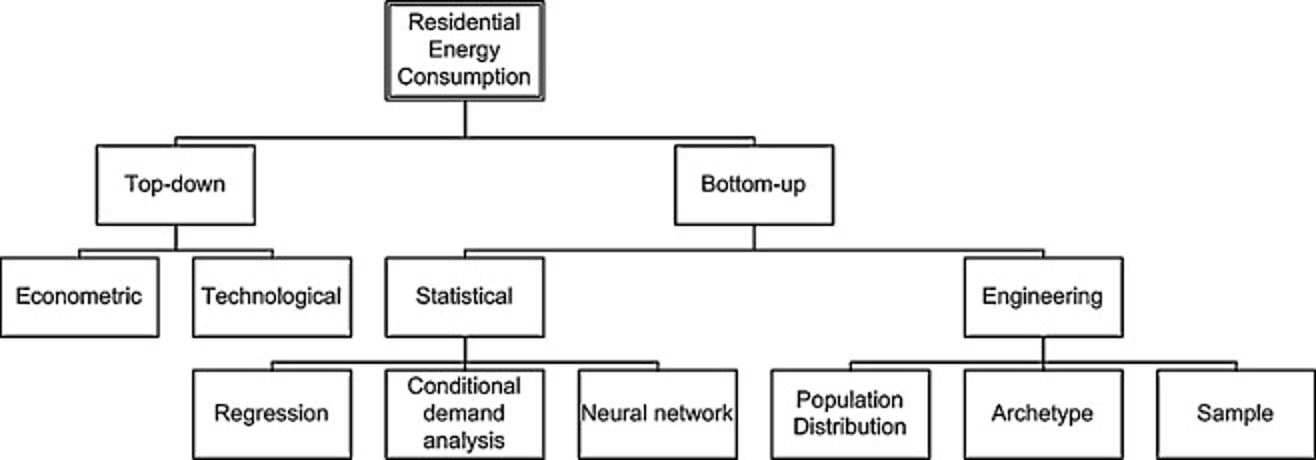 Residential
Energy
Consumption
Top-down
Bottom-up
Econometric
Technological
Statistical
Engineering
Regression
Conditional
demand
analysis
Neural network
Population
Distribution
Archetype
Sample